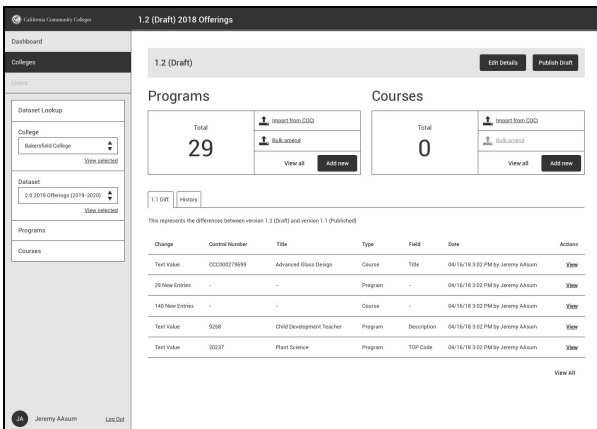 California Community Colleges
1.2 (Draft) 2018 Offerings
Dashboard
Colleges
Users
Dataset Lookup
College
Bakersfield College
View selected
Dataset
2.0 2019 Offerings (2019-2020)
View selected
Programs
Courses
JA Jeremy AAsum Log Out
1.2 (Draft) Edit Details Publish Draft
Programs
Total
29
Import from COCI
Bulk amend
View all Add new
Courses
Total
0
Import from COCI
Bulk amend
View all Add new
1.1 Diff. History
This represents the differences between version 1.2 (Draft) and version 1.1 (Published)
Change Control Number Title Type Field Date Actions
Text Value CCC000279699 Advanced Glass Design Course Title 04/16/18 3:02 PM by Jeremy AAsum View
29 New Entries - - Program - 04/16/18 3:02 PM by Jeremy AAsum View
140 New Entries - - Course - 04/16/18 3:02 PM by Jeremy AAsum View
Text Value 9258 Child Development Teacher Program Description 04/16/18 3:02 PM by Jeremy AAsum View
Text Value 20237 Plant Science Program TOP Code 04/16/18 3:02 PM by Jeremy AAsum View
View All